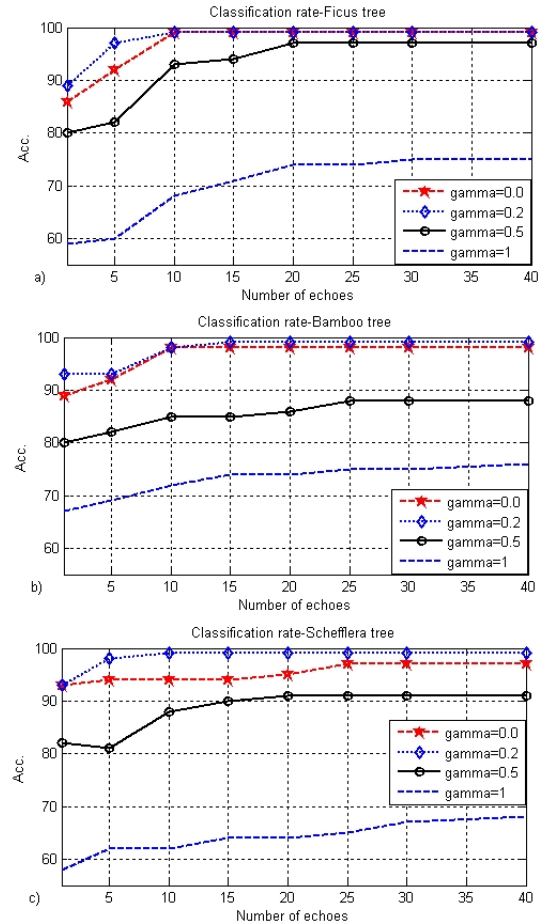 Classification rate-Ficus tree
100
90
80
70
60
Acc.
gamma=0.0
gamma=0.2
gamma=0.5
gamma=1
a)
5 10 15 20 25 30 35 40
Number of echoes
Classification rate-Bamboo tree
100
90
80
70
60
Acc.
gamma=0.0
gamma=0.2
gamma=0.5
gamma=1
b)
5 10 15 20 25 30 35 40
Number of echoes
Classification rate-Schefflera tree
100
90
80
70
60
Acc.
gamma=0.0
gamma=0.2
gamma=0.5
gamma=1
c)
5 10 15 20 25 30 35 40
Number of echoes